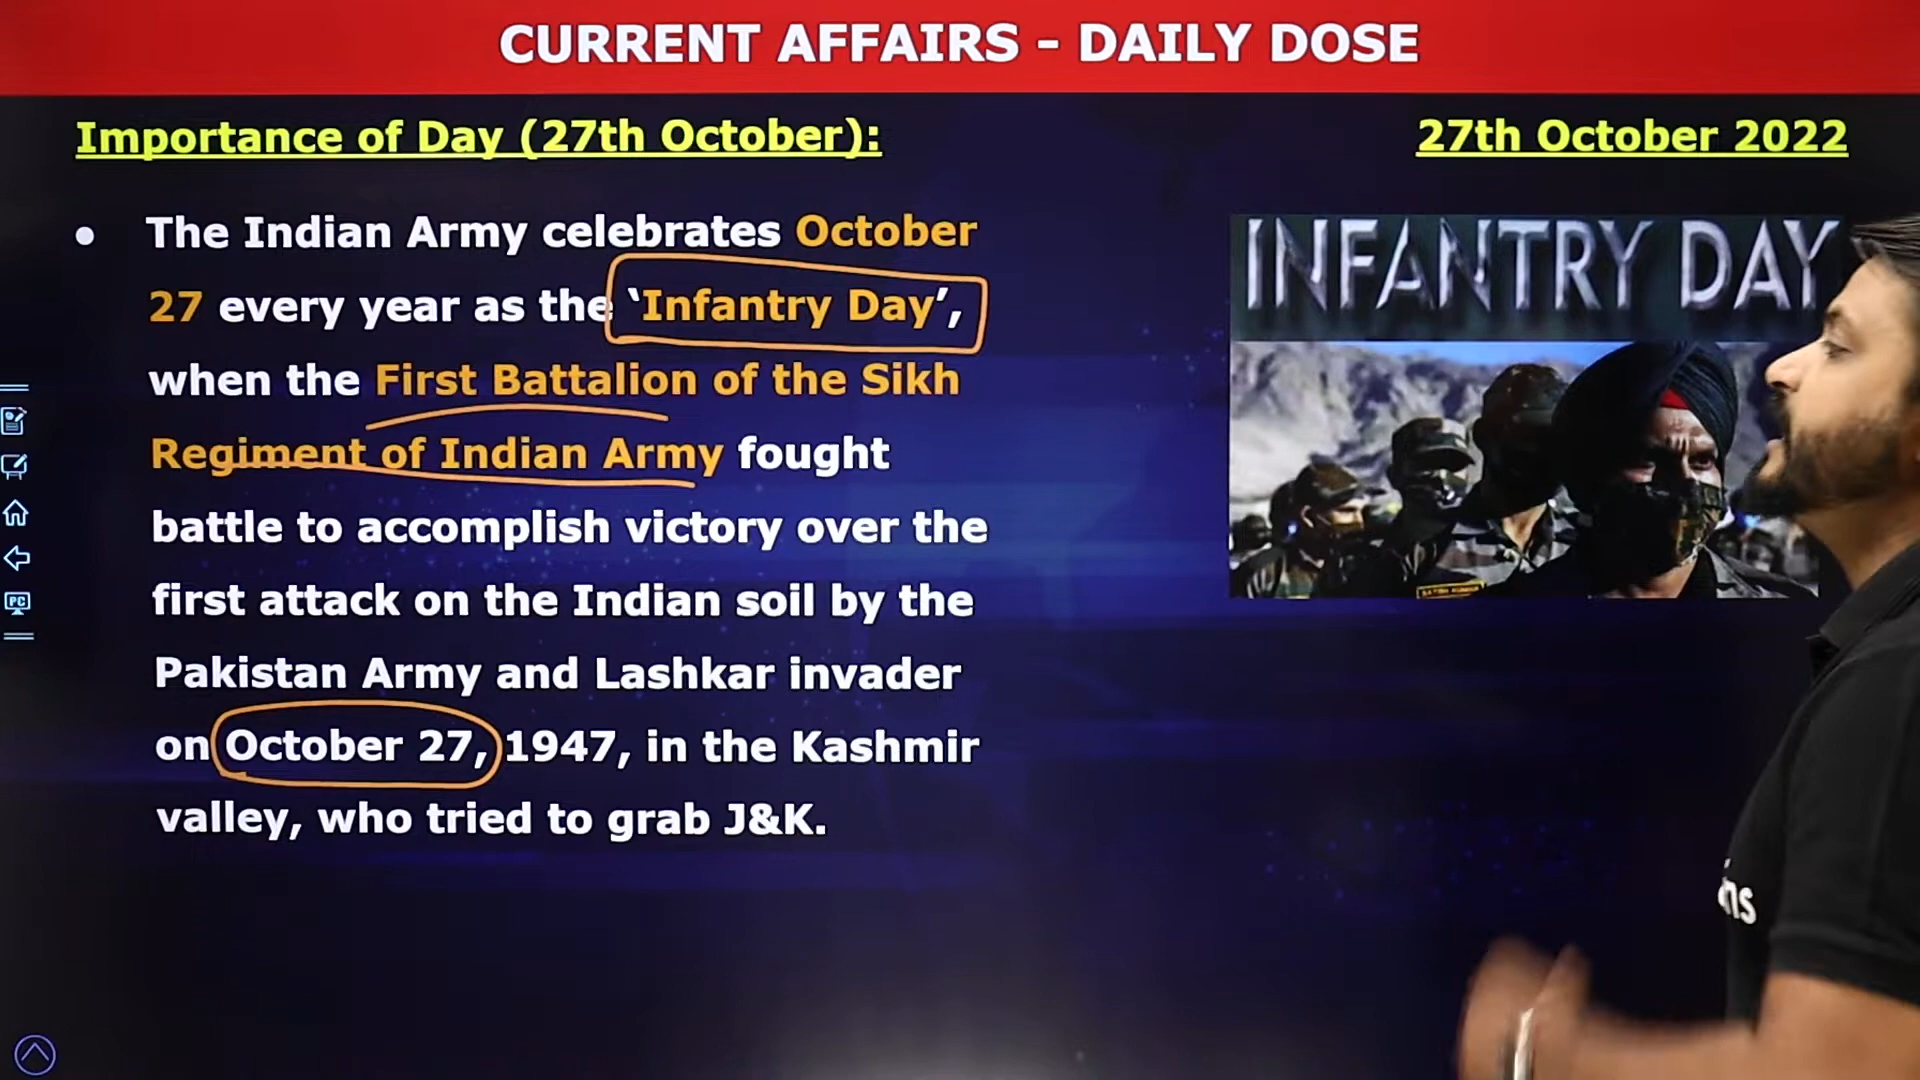 CURRENT AFFAIRS - DAILY DOSE
Importance of Day (27th October):
27th October 2022
• The Indian Army celebrates October
27 every year as the ‘Infantry Day’,
when the First Battalion of the Sikh
Regiment of Indian Army fought
battle to accomplish victory over the
first attack on the Indian soil by the
Pakistan Army and Lashkar invader
on October 27, 1947, in the Kashmir
valley, who tried to grab J&K.
INFANTRY DAY
PC